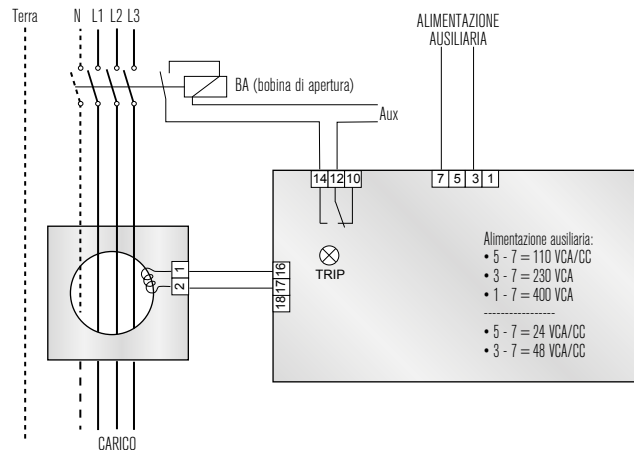 Terra
N L1 L2 L3
ALIMENTAZIONE
AUSILIARIA
BA (bobina di apertura)
Aux
14 12 10
7 5 3 1
Alimentazione ausiliaria:
• 5 - 7 = 110 VCA/CC
• 3 - 7 = 230 VCA
• 1 - 7 = 400 VCA
-----------------
• 5 - 7 = 24 VCA/CC
• 3 - 7 = 48 VCA/CC
TRIP
1
2
16
17
18
CARICO